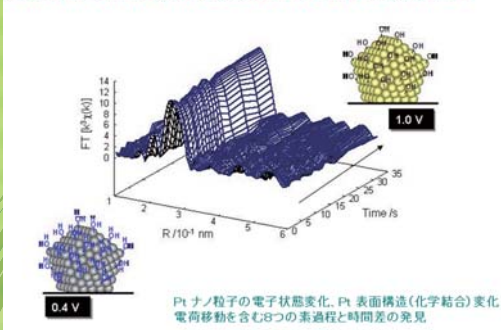 OH
HO OH
1.0 V
FT [k³χ(k)]
14
12
10
8
6
4
2
0
1
2
3
4
5
6
R /10⁻¹ nm
0
5
10
15
20
25
30
35
Time /s
0.4 V
Pt ナノ粒子の電子状態変化、Pt 表面構造(化学結合)変化
電荷移動を含む8つの素過程と時間差の発見